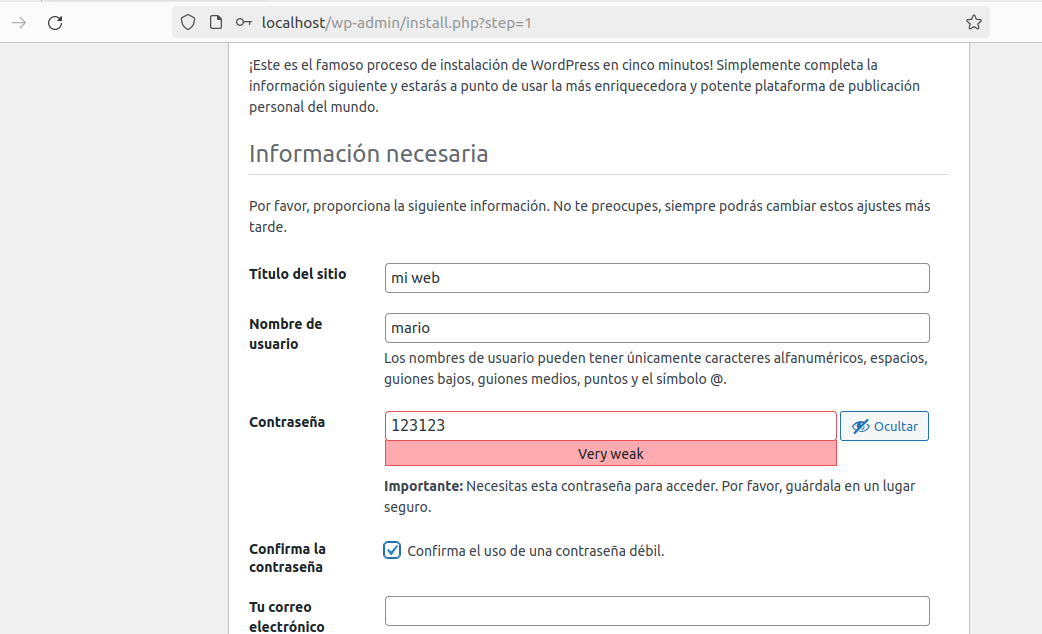 localhost/wp-admin/install.php?step=1
¡Este es el famoso proceso de instalación de WordPress en cinco minutos! Simplemente completa la
información siguiente y estarás a punto de usar la más enriquecedora y potente plataforma de publicación
personal del mundo.
Información necesaria
Por favor, proporciona la siguiente información. No te preocupes, siempre podrás cambiar estos ajustes más
tarde.
Título del sitio
mi web
Nombre de
usuario
mario
Los nombres de usuario pueden tener únicamente caracteres alfanuméricos, espacios,
guiones bajos, guiones medios, puntos y el símbolo @.
Contraseña
123123
Ocultar
Very weak
Importante: Necesitas esta contraseña para acceder. Por favor, guárdala en un lugar
seguro.
Confirma la
contraseña
Confirma el uso de una contraseña débil.
Tu correo
electrónico